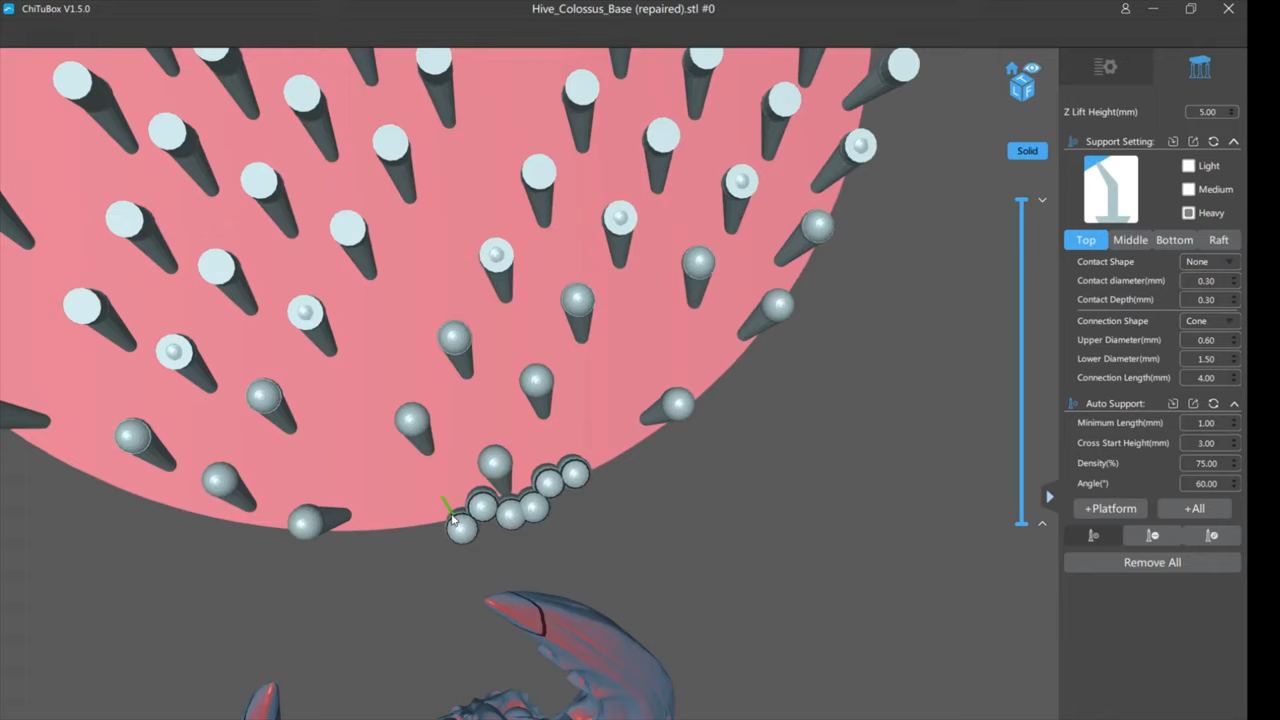 ChiTuBox V1.5.0
Hive_Colossus_Base (repaired).stl #0
Z Lift Height(mm) 5.00
Support Setting:
Light
Medium
Heavy
Top Middle Bottom Raft
Contact Shape None
Contact diameter(mm) 0.30
Contact Depth(mm) 0.30
Connection Shape Cone
Upper Diameter(mm) 0.60
Lower Diameter(mm) 1.50
Connection Length(mm) 4.00
Auto Support:
Minimum Length(mm) 1.00
Cross Start Height(mm) 3.00
Density(%) 75.00
Angle(°) 60.00
+Platform +All
Remove All
Solid
T
L F